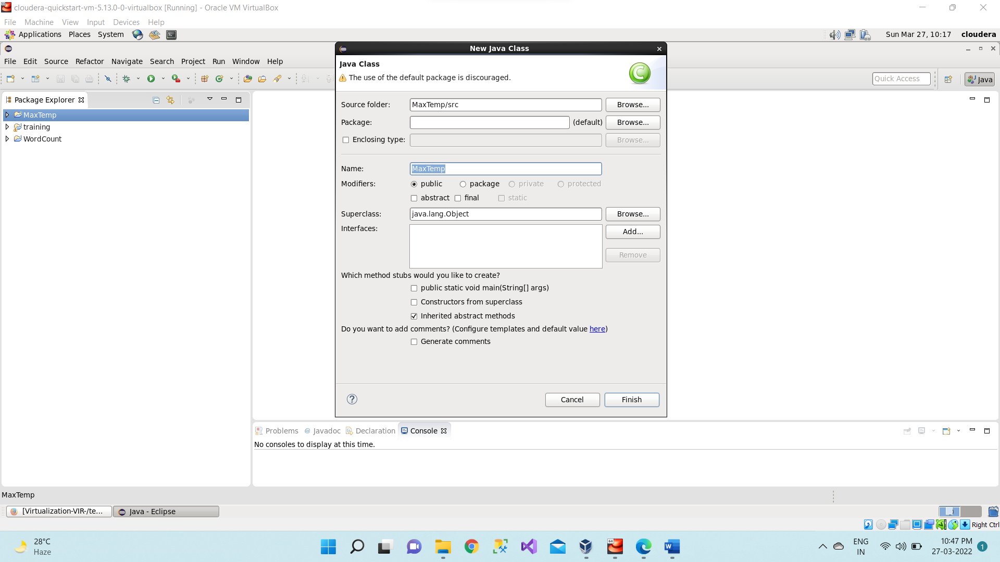 cloudera-quickstart-vm-5.13.0-0-virtualbox [Running] - Oracle VM VirtualBox
File Machine View Input Devices Help
Applications Places System Sun Mar 27, 10:17 cloudera
New Java Class
File Edit Source Refactor Navigate Search Project Run Window Help
Java Class
The use of the default package is discouraged.
Quick Access Java
Package Explorer
MaxTemp
training
WordCount
Source folder: MaxTemp/src Browse...
Package: (default) Browse...
Enclosing type: Browse...
Name: MaxTemp
Modifiers: public package private protected
abstract final static
Superclass: java.lang.Object Browse...
Interfaces: Add...
Remove
Which method stubs would you like to create?
public static void main(String[] args)
Constructors from superclass
Inherited abstract methods
Do you want to add comments? (Configure templates and default value here)
Generate comments
Cancel Finish
Problems @ Javadoc Declaration Console
No consoles to display at this time.
MaxTemp
[Virtualization-VIR-/te... Java - Eclipse
Right Ctrl
28°C
Haze
ENG
IN
10:47 PM
27-03-2022
1